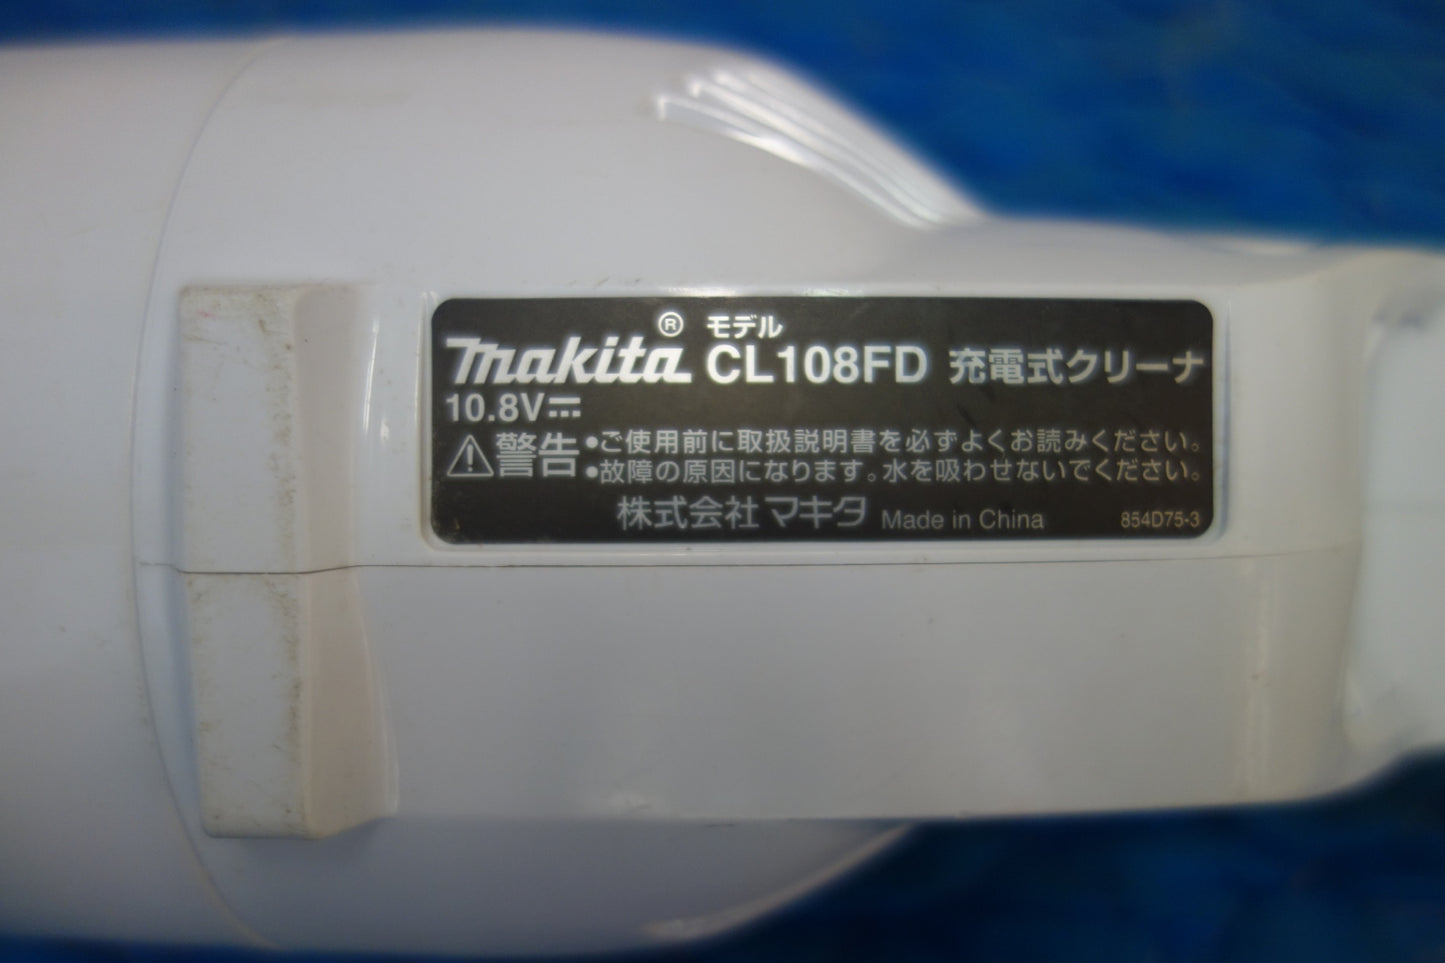 makita® モデル CL108FD 充電式クリーナ
10.8V⎓
⚠警告 •ご使用前に取扱説明書を必ずよくお読みください。
•故障の原因になります。水を吸わせないでください。
株式会社マキタ Made in China 854D75-3